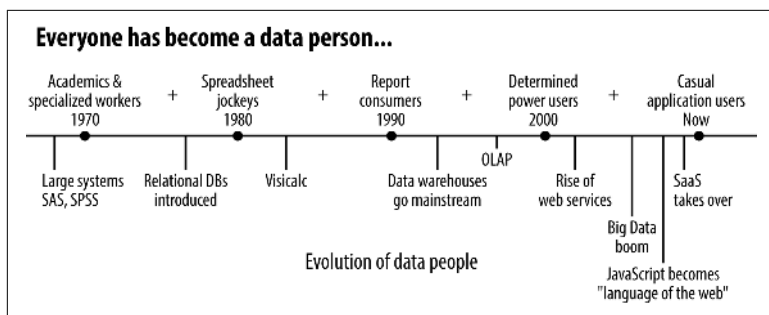 Everyone has become a data person...
Academics &
specialized workers
1970
+
Spreadsheet
jockeys
1980
+
Report
consumers
1990
+
Determined
power users
2000
+
Casual
application users
Now
Large systems
SAS, SPSS
Relational DBs
introduced
Visicalc
Data warehouses
go mainstream
OLAP
Rise of
web services
Big Data
boom
JavaScript becomes
"language of the web"
SaaS
takes over
Evolution of data people